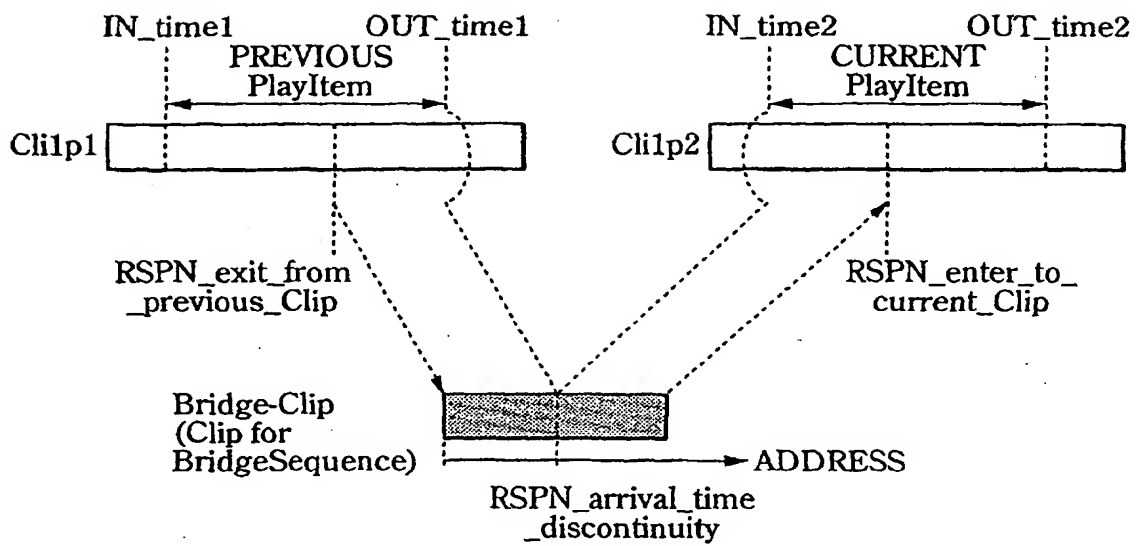 IN_time1
OUT_time1
IN_time2
OUT_time2
PREVIOUS
PlayItem
CURRENT
PlayItem
Cli1p1
Cli1p2
RSPN_exit_from
_previous_Clip
RSPN_enter_to_
current_Clip
Bridge-Clip
(Clip for
BridgeSequence)
ADDRESS
RSPN_arrival_time
_discontinuity